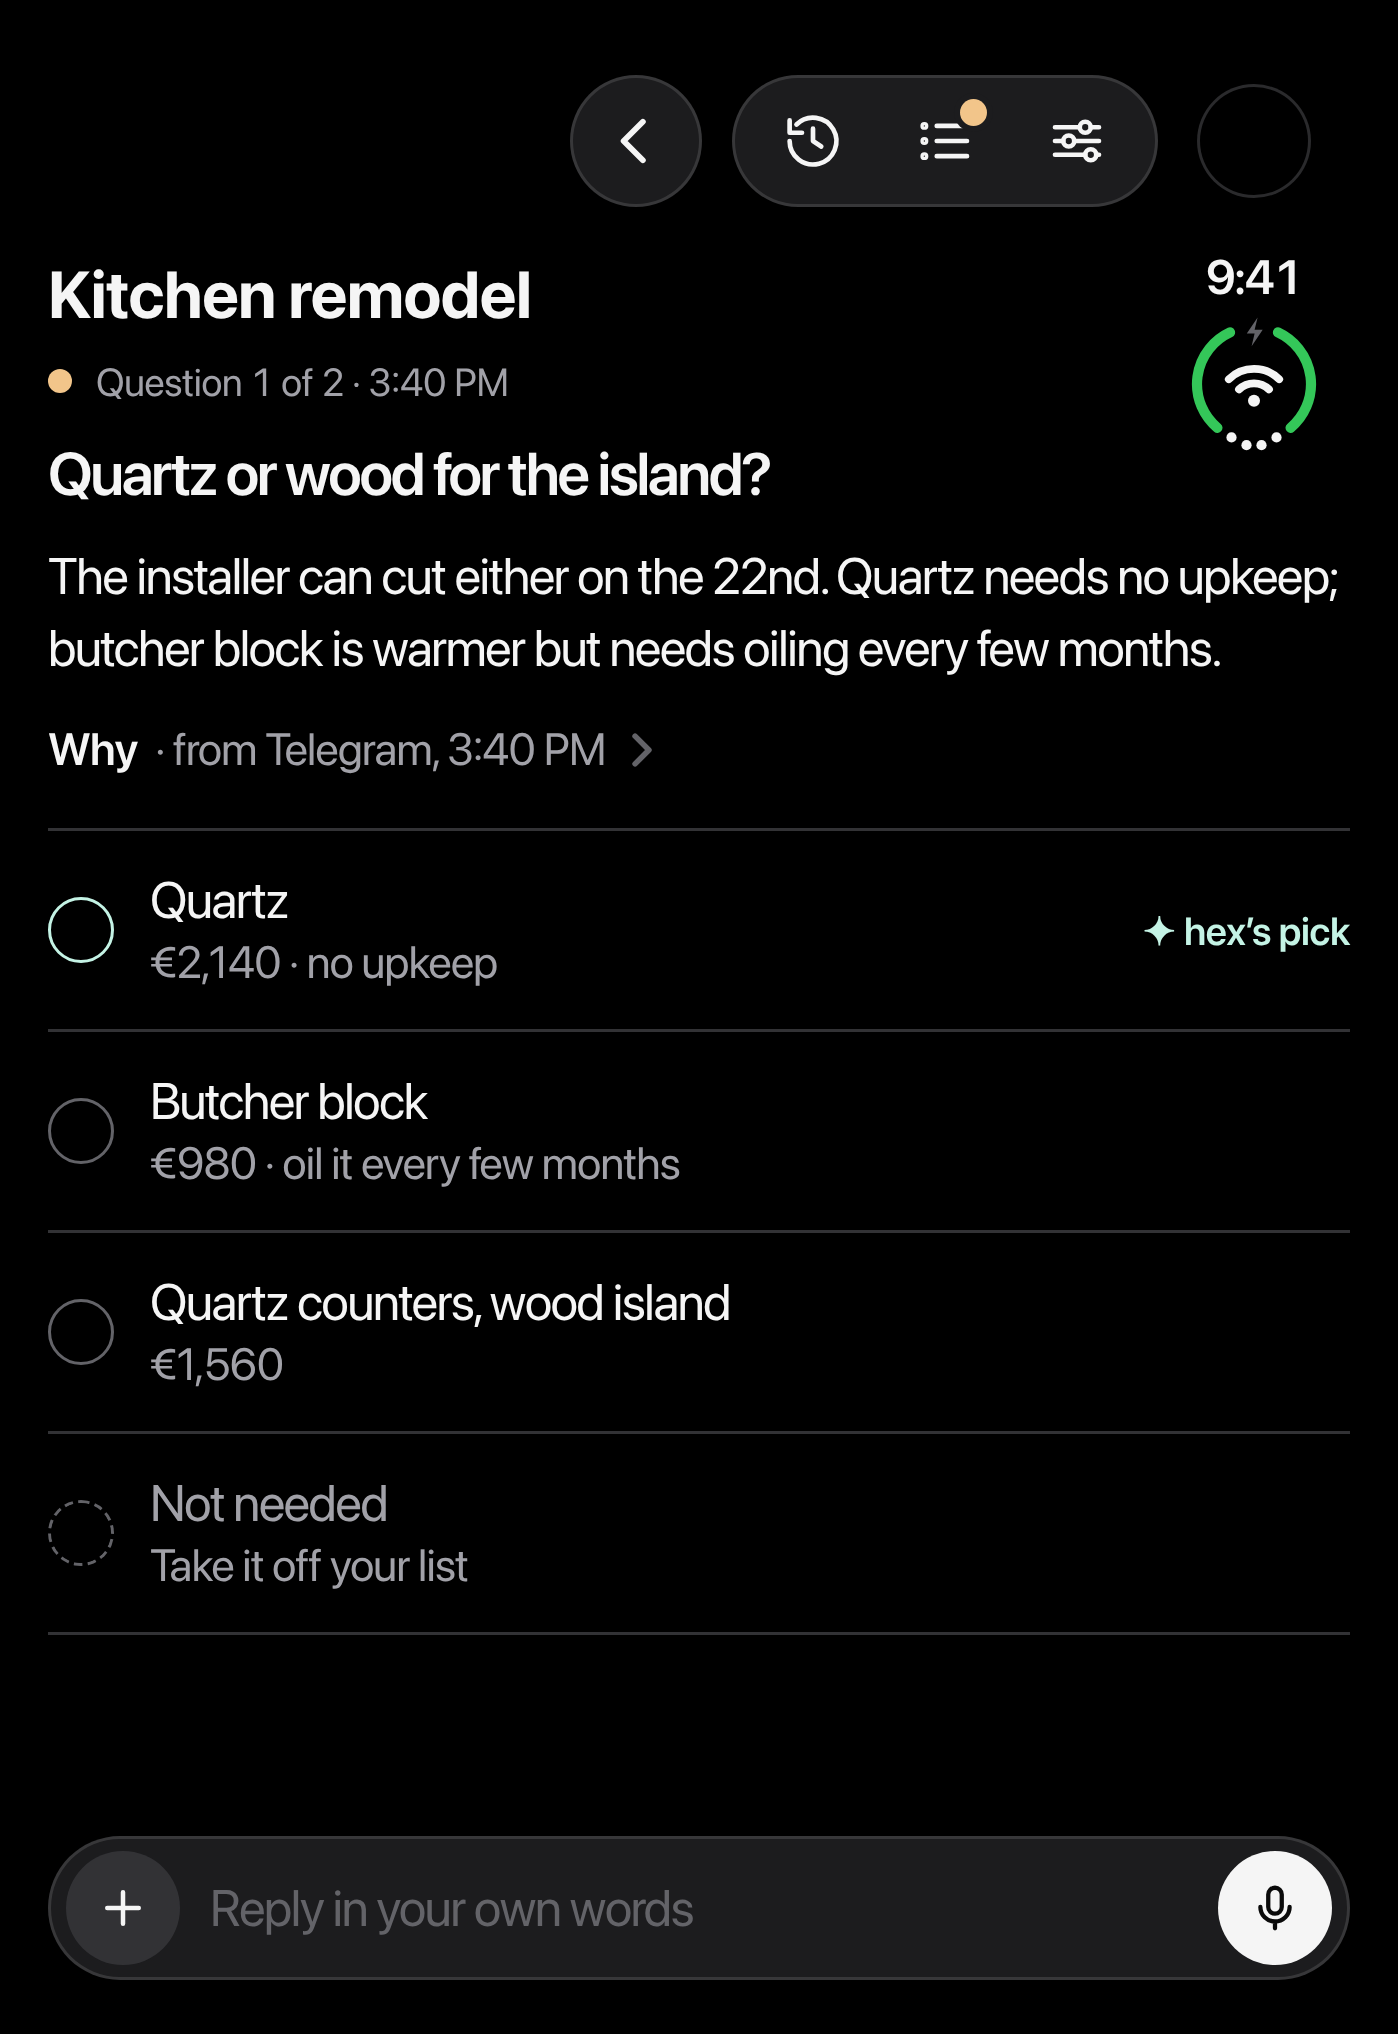 Kitchen remodel
9:41
Question 1 of 2 · 3:40 PM
Quartz or wood for the island?
The installer can cut either on the 22nd. Quartz needs no upkeep;
butcher block is warmer but needs oiling every few months.
Why · from Telegram, 3:40 PM
Quartz
€2,140 · no upkeep
hex’s pick
Butcher block
€980 · oil it every few months
Quartz counters, wood island
€1,560
Not needed
Take it off your list
Reply in your own words